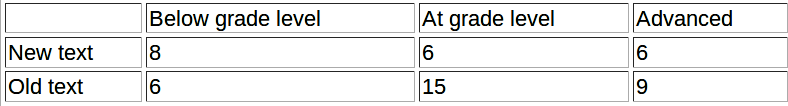 Below grade level At grade level Advanced
New text 8 6 6
Old text 6 15 9